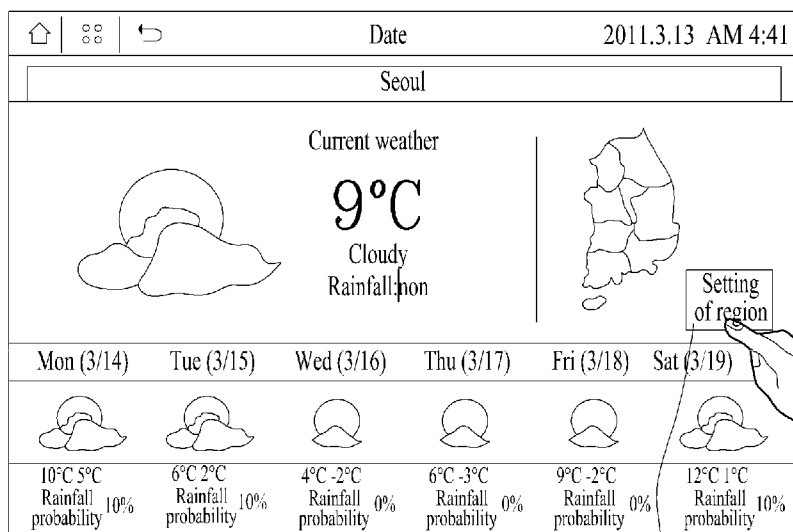 Date
2011.3.13 AM 4:41
Seoul
Current weather
9°C
Cloudy
Rainfall:non
Setting
of region
Mon (3/14) Tue (3/15) Wed (3/16) Thu (3/17) Fri (3/18) Sat (3/19)
10°C 5°C
Rainfall
probability 10%
6°C 2°C
Rainfall
probability 10%
4°C -2°C
Rainfall
probability 0%
6°C -3°C
Rainfall
probability 0%
9°C -2°C
Rainfall
probability 0%
12°C 1°C
Rainfall
probability 10%